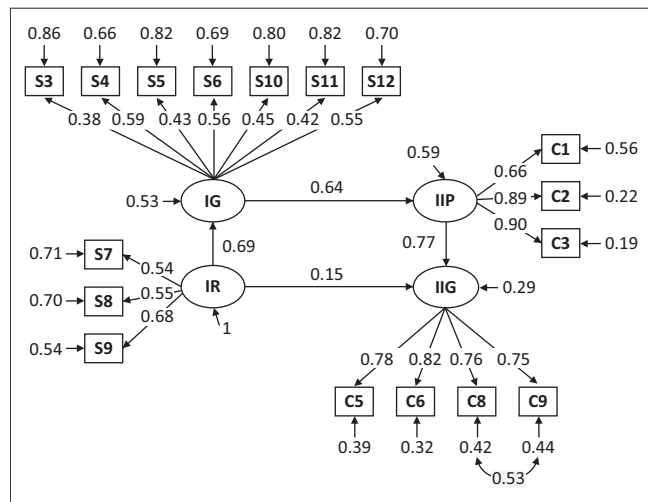 0.86 0.66 0.82 0.69 0.80 0.82 0.70
S3 S4 S5 S6 S10 S11 S12
0.38 0.59 0.43 0.56 0.45 0.42 0.55
0.59 0.66 C1 0.56
0.53 IG 0.64 IIP 0.89 C2 0.22
0.90 C3 0.19
0.71 S7 0.54 0.69 0.77
0.70 S8 0.55 IR 0.15 IIG 0.29
0.54 S9 0.68 1
0.78 0.82 0.76 0.75
C5 C6 C8 C9
0.39 0.32 0.42 0.44
0.53